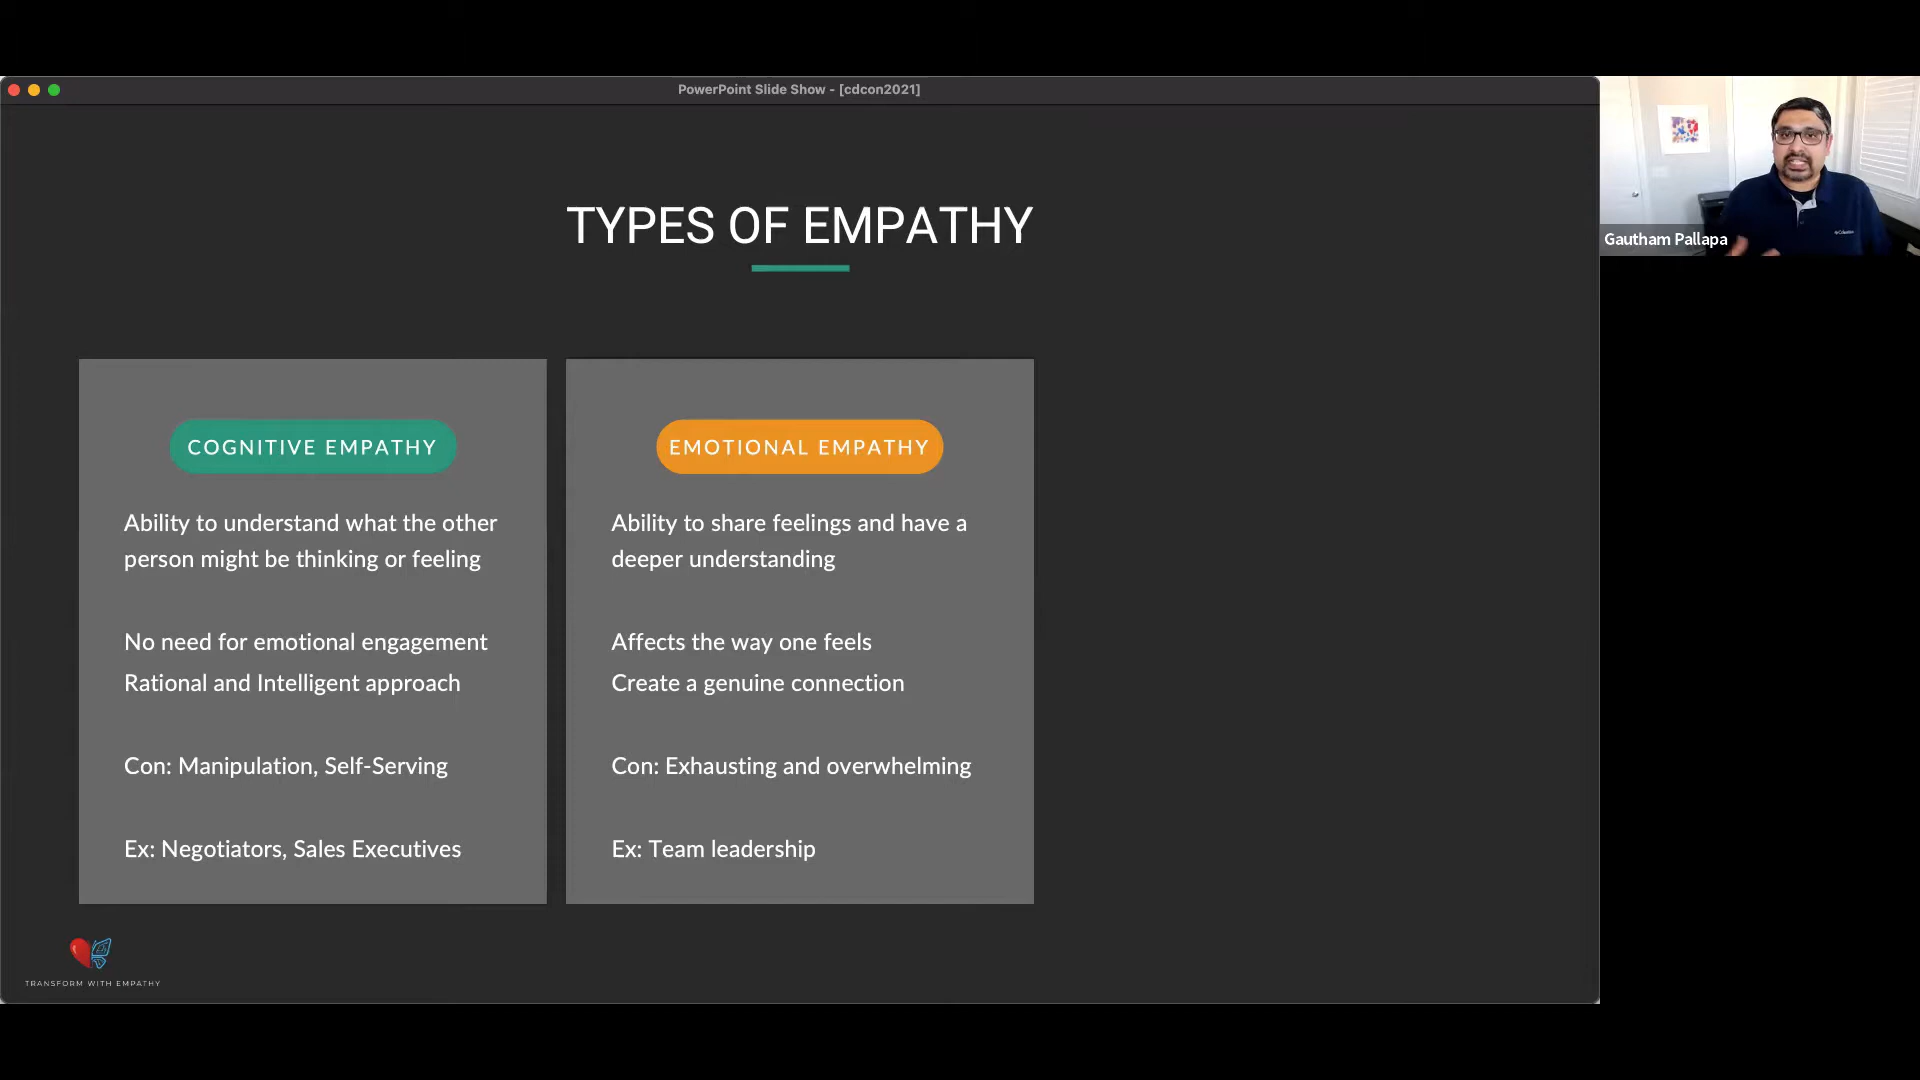 PowerPoint Slide Show - [cdcon2021]
TYPES OF EMPATHY
COGNITIVE EMPATHY
Ability to understand what the other
person might be thinking or feeling
No need for emotional engagement
Rational and Intelligent approach
Con: Manipulation, Self-Serving
Ex: Negotiators, Sales Executives
EMOTIONAL EMPATHY
Ability to share feelings and have a
deeper understanding
Affects the way one feels
Create a genuine connection
Con: Exhausting and overwhelming
Ex: Team leadership
TRANSFORM WITH EMPATHY
Gautham Pallapa
Columbia